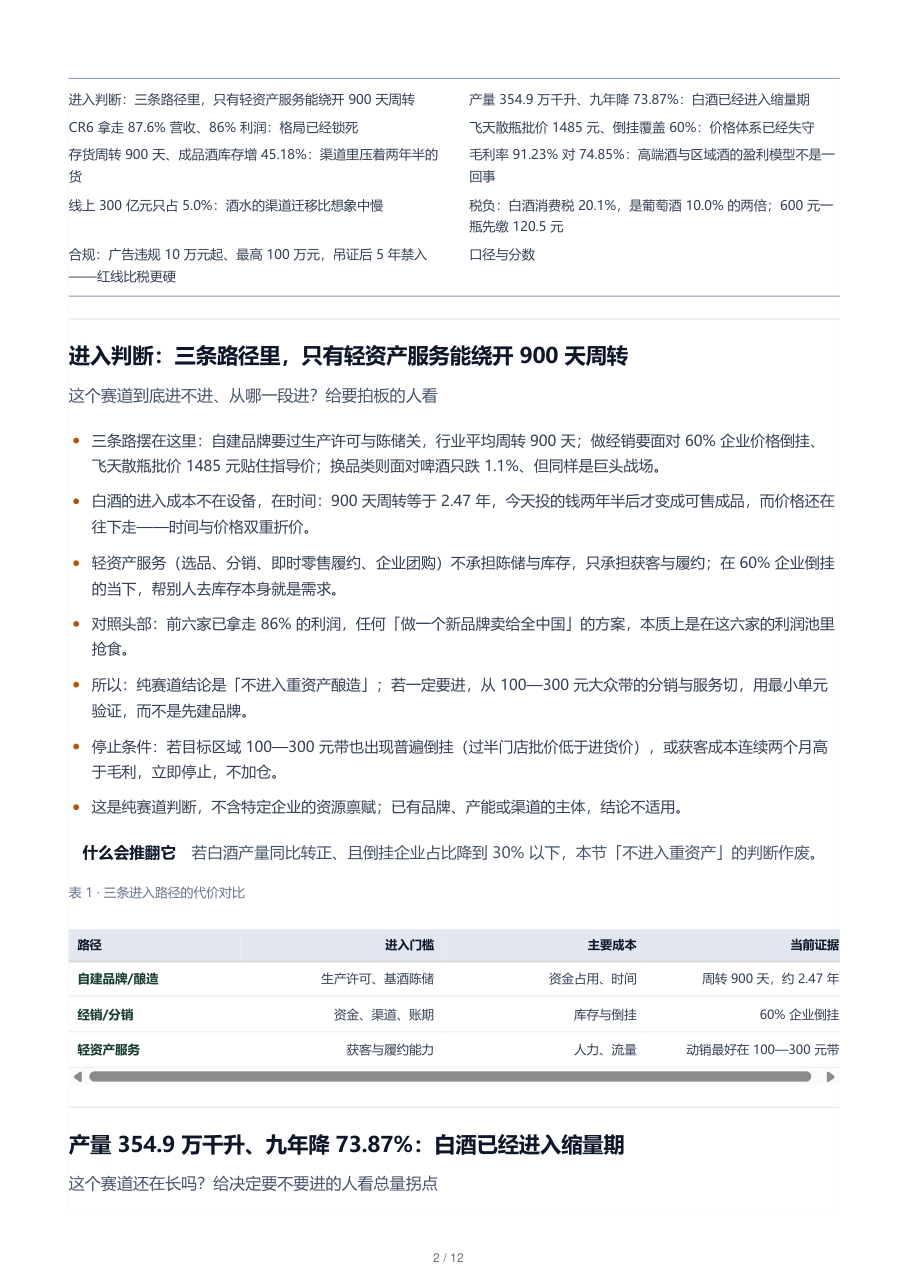 进入判断：三条路径里，只有轻资产服务能绕开 900 天周转
产量 354.9 万千升、九年降 73.87%：白酒已经进入缩量期
CR6 拿走 87.6% 营收、86% 利润：格局已经锁死
飞天散瓶批价 1485 元、倒挂覆盖 60%：价格体系已经失守
存货周转 900 天、成品酒库存增 45.18%：渠道里压着两年半的
货
毛利率 91.23% 对 74.85%：高端酒与区域酒的盈利模型不是一
回事
线上 300 亿元只占 5.0%：酒水的渠道迁移比想象中慢
税负：白酒消费税 20.1%，是葡萄酒 10.0% 的两倍；600 元一
瓶先缴 120.5 元
合规：广告违规 10 万元起、最高 100 万元，吊证后 5 年禁入
——红线比税更硬
口径与分数
进入判断：三条路径里，只有轻资产服务能绕开 900 天周转
这个赛道到底进不进、从哪一段进？给要拍板的人看
• 三条路摆在这里：自建品牌要过生产许可与陈储关，行业平均周转 900 天；做经销要面对 60% 企业价格倒挂、
飞天散瓶批价 1485 元贴住指导价；换品类则面对啤酒只跌 1.1%、但同样是巨头战场。
• 白酒的进入成本不在设备，在时间：900 天周转等于 2.47 年，今天投的钱两年半后才变成可售成品，而价格还在
往下走——时间与价格双重折价。
• 轻资产服务（选品、分销、即时零售履约、企业团购）不承担陈储与库存，只承担获客与履约；在 60% 企业倒挂
的当下，帮别人去库存本身就是需求。
• 对照头部：前六家已拿走 86% 的利润，任何「做一个新品牌卖给全中国」的方案，本质上是在这六家的利润池里
抢食。
• 所以：纯赛道结论是「不进入重资产酿造」；若一定要进，从 100—300 元大众带的分销与服务切，用最小单元
验证，而不是先建品牌。
• 停止条件：若目标区域 100—300 元带也出现普遍倒挂（过半门店批价低于进货价），或获客成本连续两个月高
于毛利，立即停止，不加仓。
• 这是纯赛道判断，不含特定企业的资源禀赋；已有品牌、产能或渠道的主体，结论不适用。
什么会推翻它 若白酒产量同比转正、且倒挂企业占比降到 30% 以下，本节「不进入重资产」的判断作废。
表 1 · 三条进入路径的代价对比
路径 进入门槛 主要成本 当前证据
自建品牌/酿造 生产许可、基酒陈储 资金占用、时间 周转 900 天，约 2.47 年
经销/分销 资金、渠道、账期 库存与倒挂 60% 企业倒挂
轻资产服务 获客与履约能力 人力、流量 动销最好在 100—300 元带
产量 354.9 万千升、九年降 73.87%：白酒已经进入缩量期
这个赛道还在长吗？给决定要不要进的人看总量拐点
2 / 12